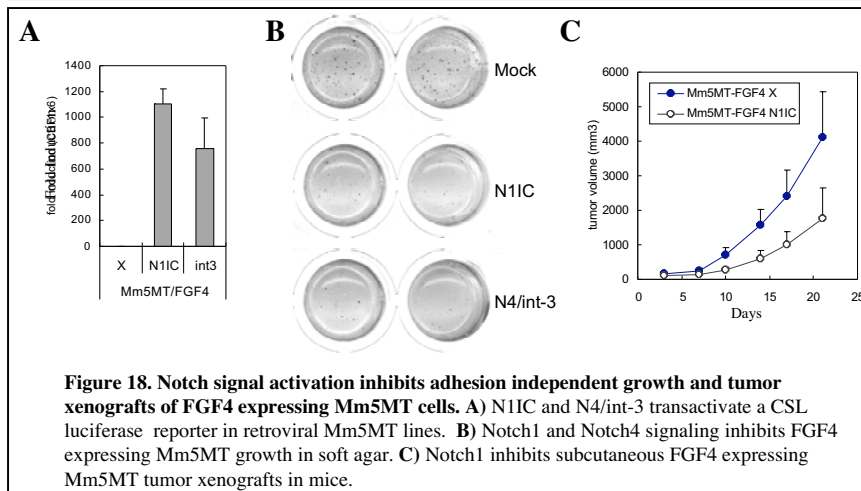 A
B
C
1400
1200
1000
800
600
400
200
0
X N1IC int3
Mm5MT/FGF4
Mock
N1IC
N4/int-3
6000
5000
4000
3000
2000
1000
0
tumor volume (mm3)
Mm5MT-FGF4 X
Mm5MT-FGF4 N1IC
0 5 10 15 20 25
Days
Figure 18. Notch signal activation inhibits adhesion independent growth and tumor
xenografts of FGF4 expressing Mm5MT cells. A) N1IC and N4/int-3 transactivate a CSL
luciferase reporter in retroviral Mm5MT lines. B) Notch1 and Notch4 signaling inhibits FGF4
expressing Mm5MT growth in soft agar. C) Notch1 inhibits subcutaneous FGF4 expressing
Mm5MT tumor xenografts in mice.